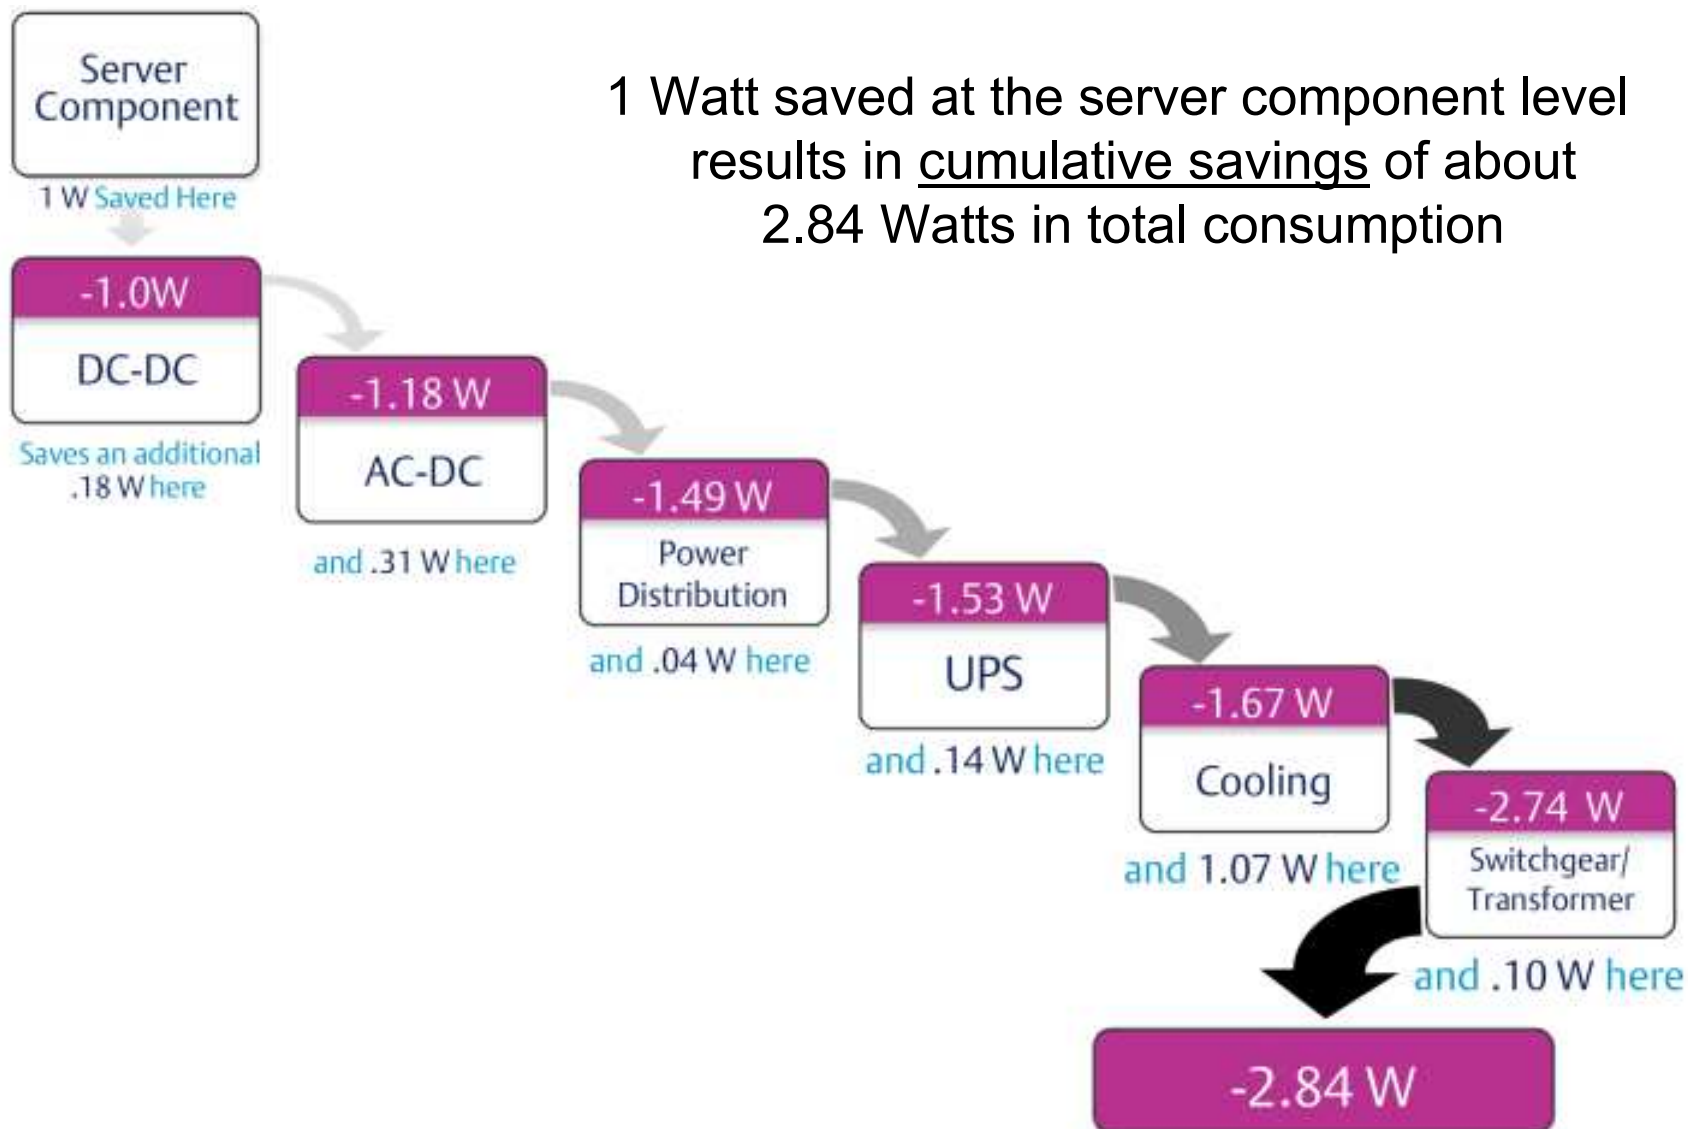 Server
Component
1 W Saved Here
1 Watt saved at the server component level
results in cumulative savings of about
2.84 Watts in total consumption
-1.0W
DC-DC
Saves an additional
.18 W here
-1.18 W
AC-DC
and .31 W here
-1.49 W
Power
Distribution
and .04 W here
-1.53 W
UPS
and .14 W here
-1.67 W
Cooling
and 1.07 W here
-2.74 W
Switchgear/
Transformer
and .10 W here
-2.84 W